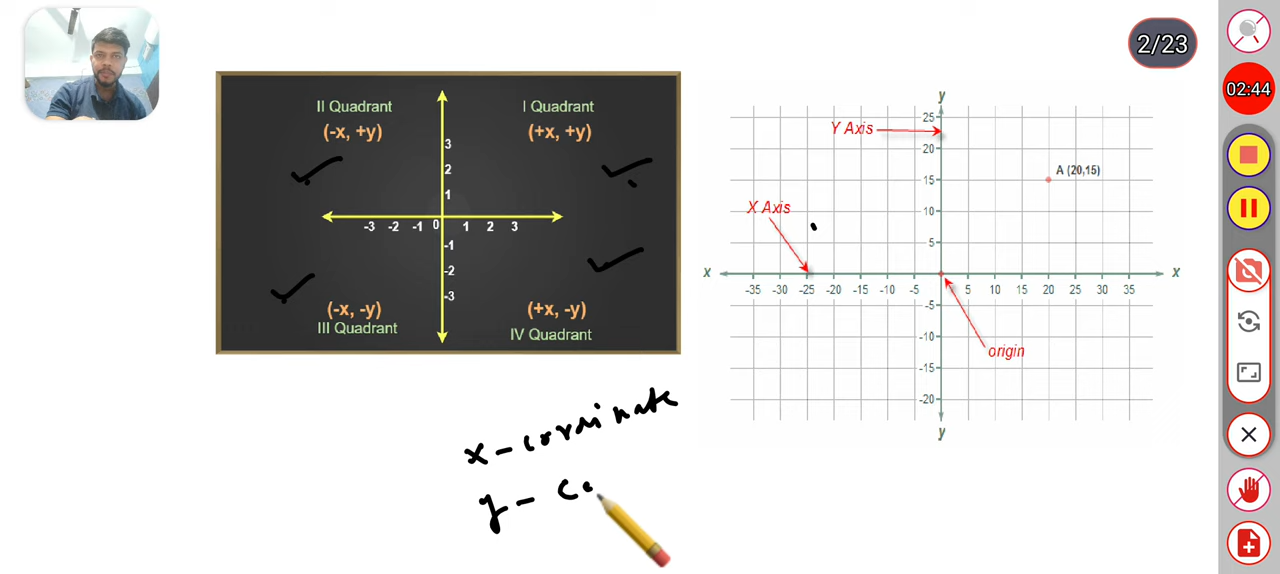 2/23
02:44
II Quadrant
I Quadrant
(-x, +y)
(+x, +y)
3
2
1
-3 -2 -1 0 1 2 3
-1
-2
-3
(-x, -y)
(+x, -y)
III Quadrant
IV Quadrant
y
25
Y Axis
20
A (20,15)
15
X Axis
10
5
x
x
-35 -30 -25 -20 -15 -10 -5 5 10 15 20 25 30 35
-5
-10
origin
-15
-20
y
x - coordinate
y - co